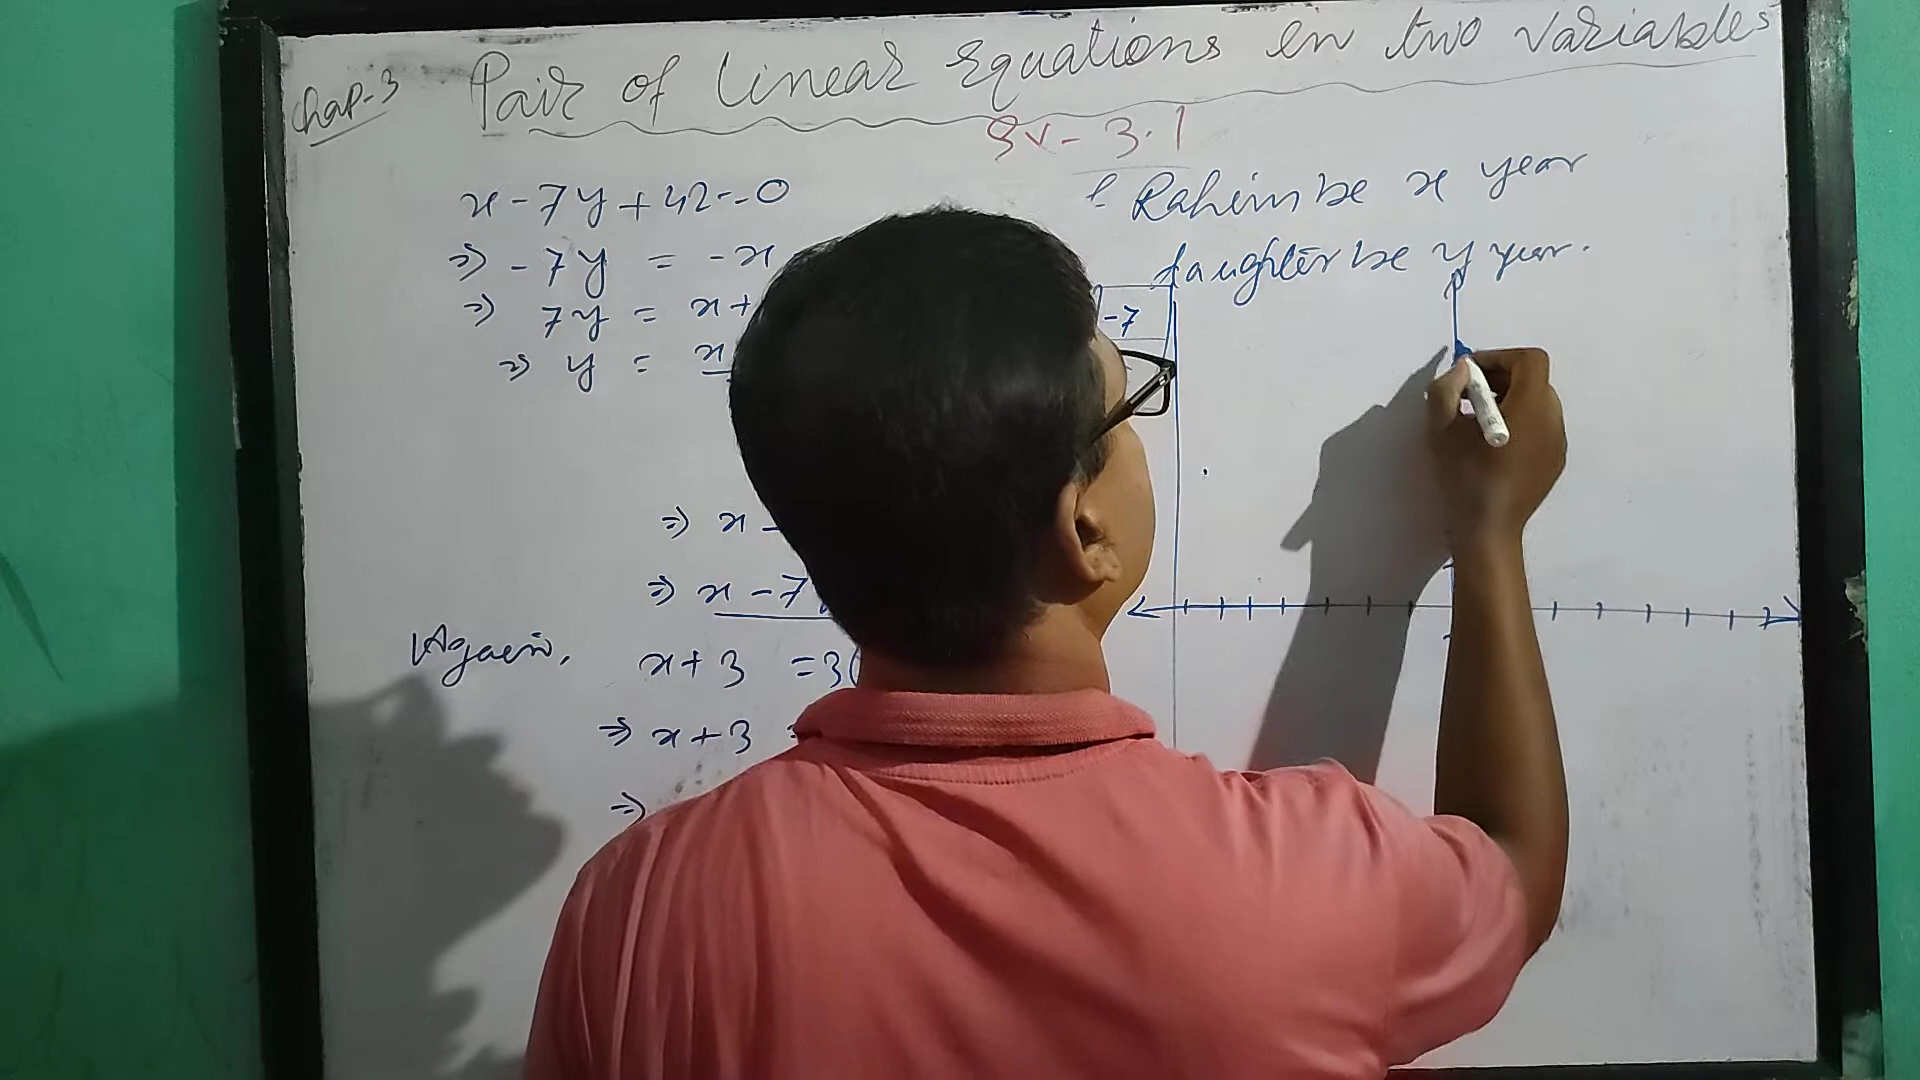 Chap-3 Pair of Linear Equations in two variables
Ex-3.1
x-7y+42=0
Rahim be x year
⇒ -7y = -x
daughter be y year.
⇒ 7y = x+
-7
⇒ y = x
⇒ x-
⇒ x-7
Again, x+3 =3(
⇒ x+3
⇒